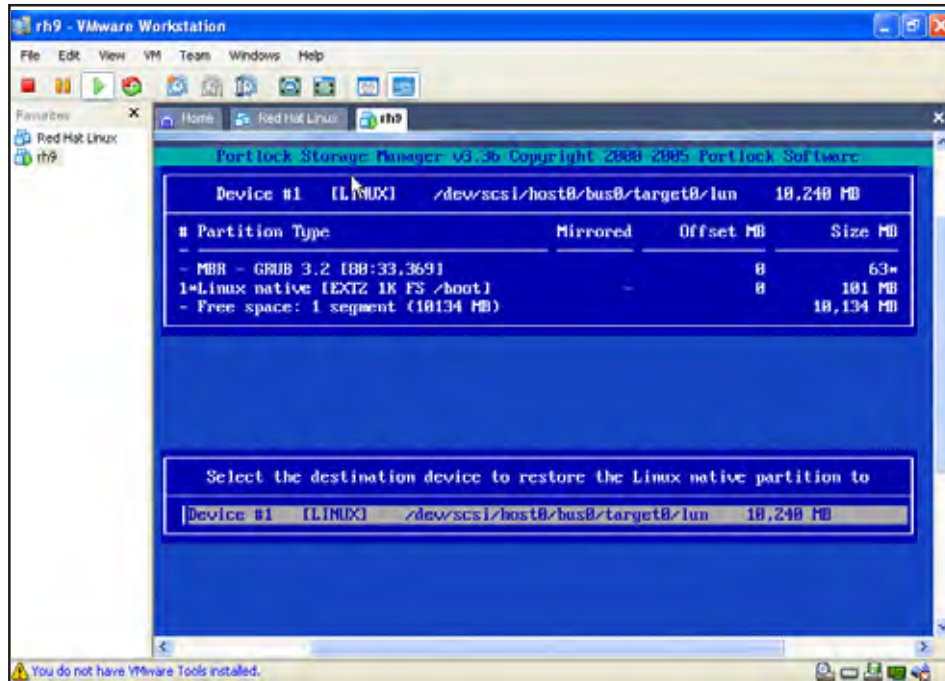 rh9 - VMware Workstation
File Edit View VM Team Windows Help
Favorites
Home Red Hat Linux rh9
Red Hat Linux
rh9
Portlock Storage Manager v3.36 Copyright 2000 2005 Portlock Software
Device #1 [LINUX] /dev/scsi/host0/bus0/target0/lun 10,240 MB
# Partition Type Mirrored Offset MB Size MB
- MBR - GRUB 3.2 [80:33,369] 0 63*
1*Linux native [EXT2 1K FS /boot] - 0 101 MB
- Free space: 1 segment (10134 MB) 10,134 MB
Select the destination device to restore the Linux native partition to
Device #1 [LINUX] /dev/scsi/host0/bus0/target0/lun 10,240 MB
You do not have VMware Tools installed.